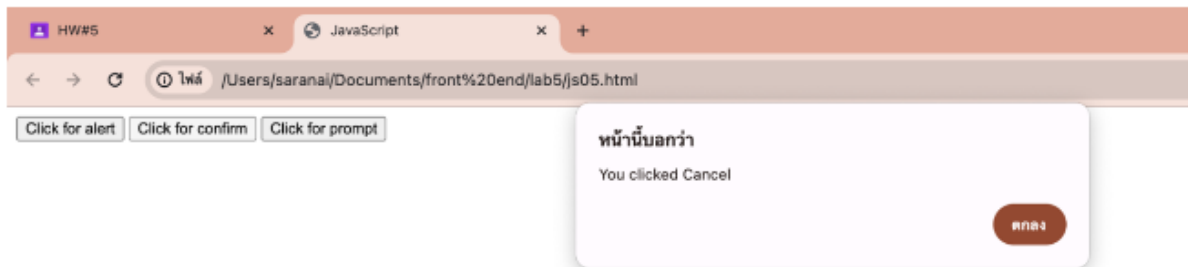 HW#5
JavaScript
ไฟล์ /Users/saranai/Documents/front%20end/lab5/js05.html
Click for alert Click for confirm Click for prompt
หน้านี้บอกว่า
You clicked Cancel
ตกลง